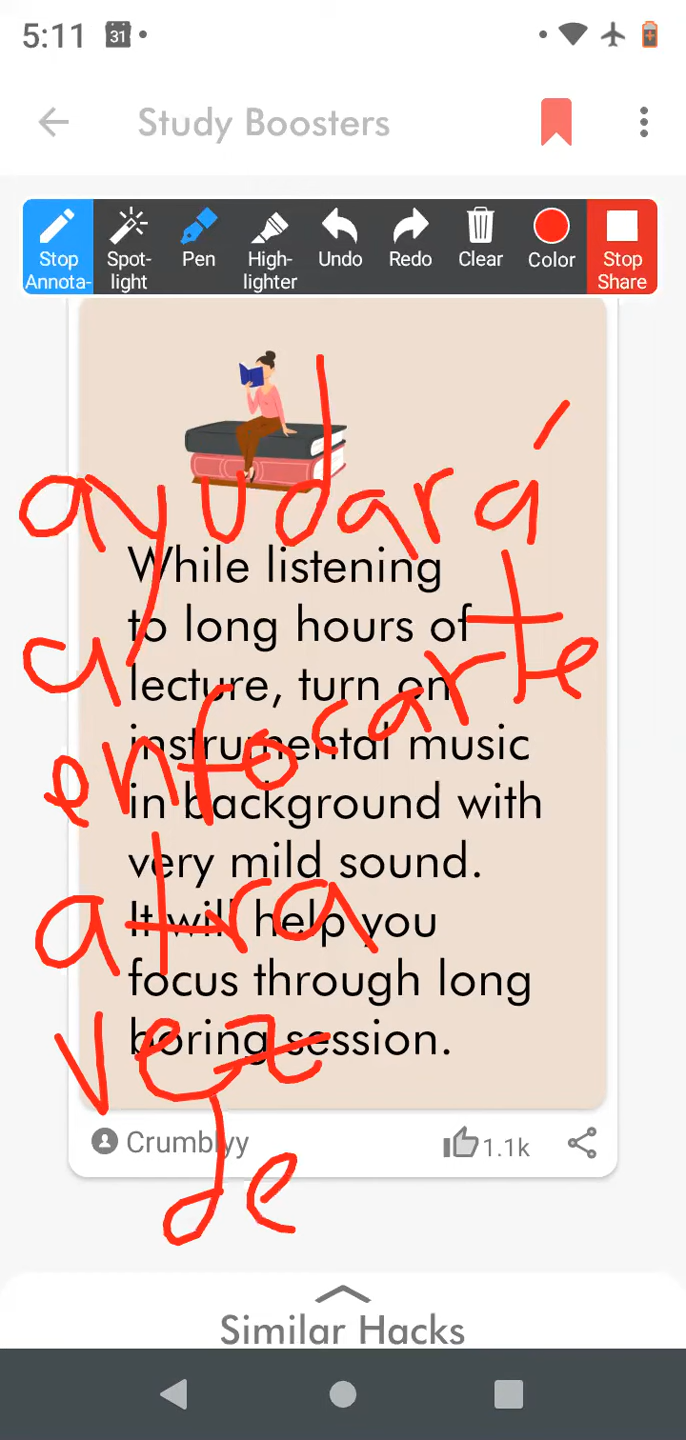 5:11
31
Study Boosters
Stop Annota-
Spot-light
Pen
High-lighter
Undo
Redo
Clear
Color
Stop Share
ayudará
a
enfocarte
atra
vez
de
While listening
to long hours of
lecture, turn on
instrumental music
in background with
very mild sound.
It will help you
focus through long
boring session.
Crumblyy
1.1k
Similar Hacks